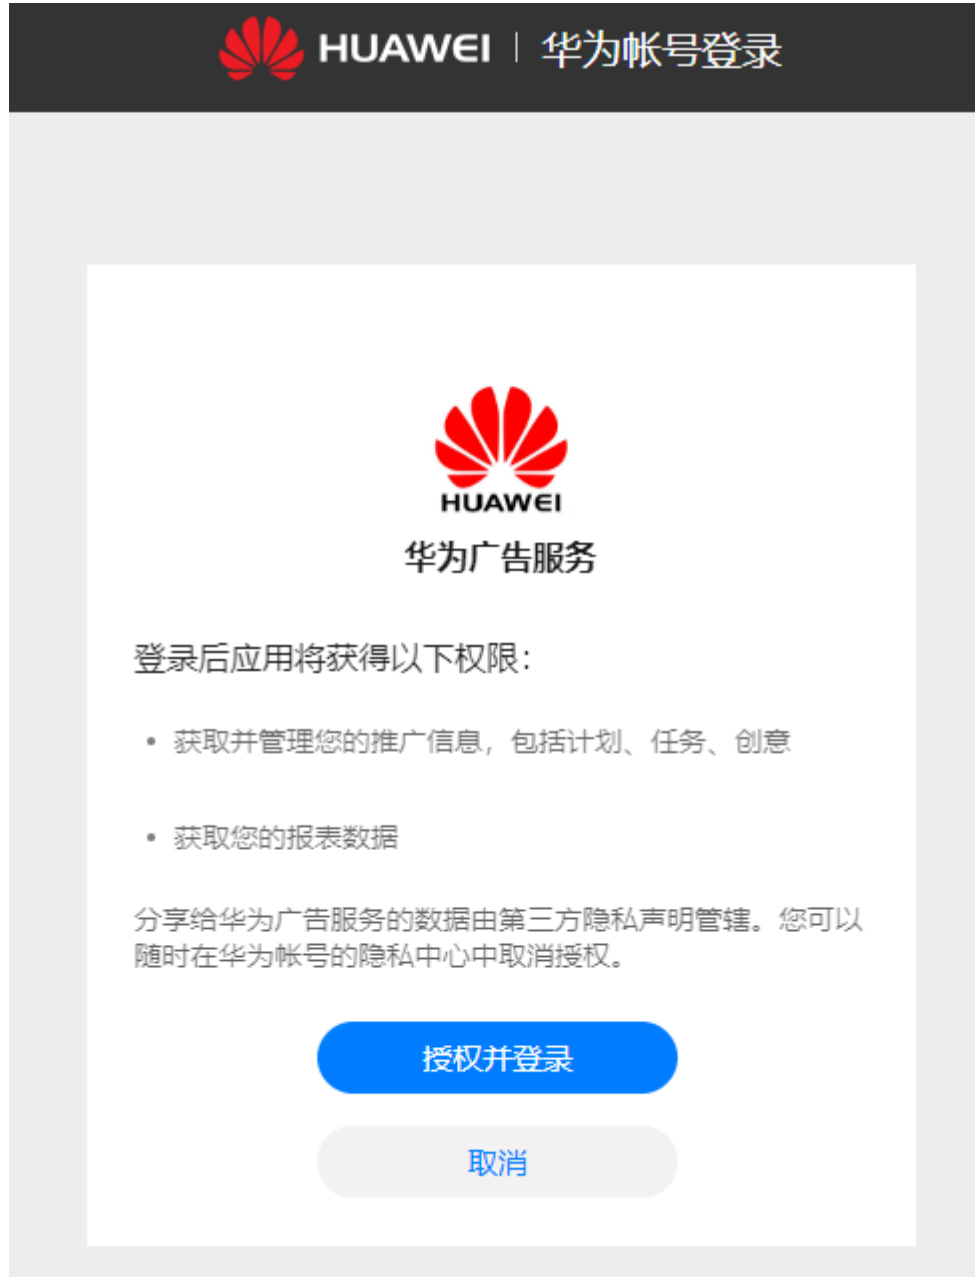 HUAWEI | 华为帐号登录
HUAWEI
华为广告服务
登录后应用将获得以下权限：
• 获取并管理您的推广信息，包括计划、任务、创意
• 获取您的报表数据
分享给华为广告服务的数据由第三方隐私声明管辖。您可以
随时在华为帐号的隐私中心中取消授权。
授权并登录
取消